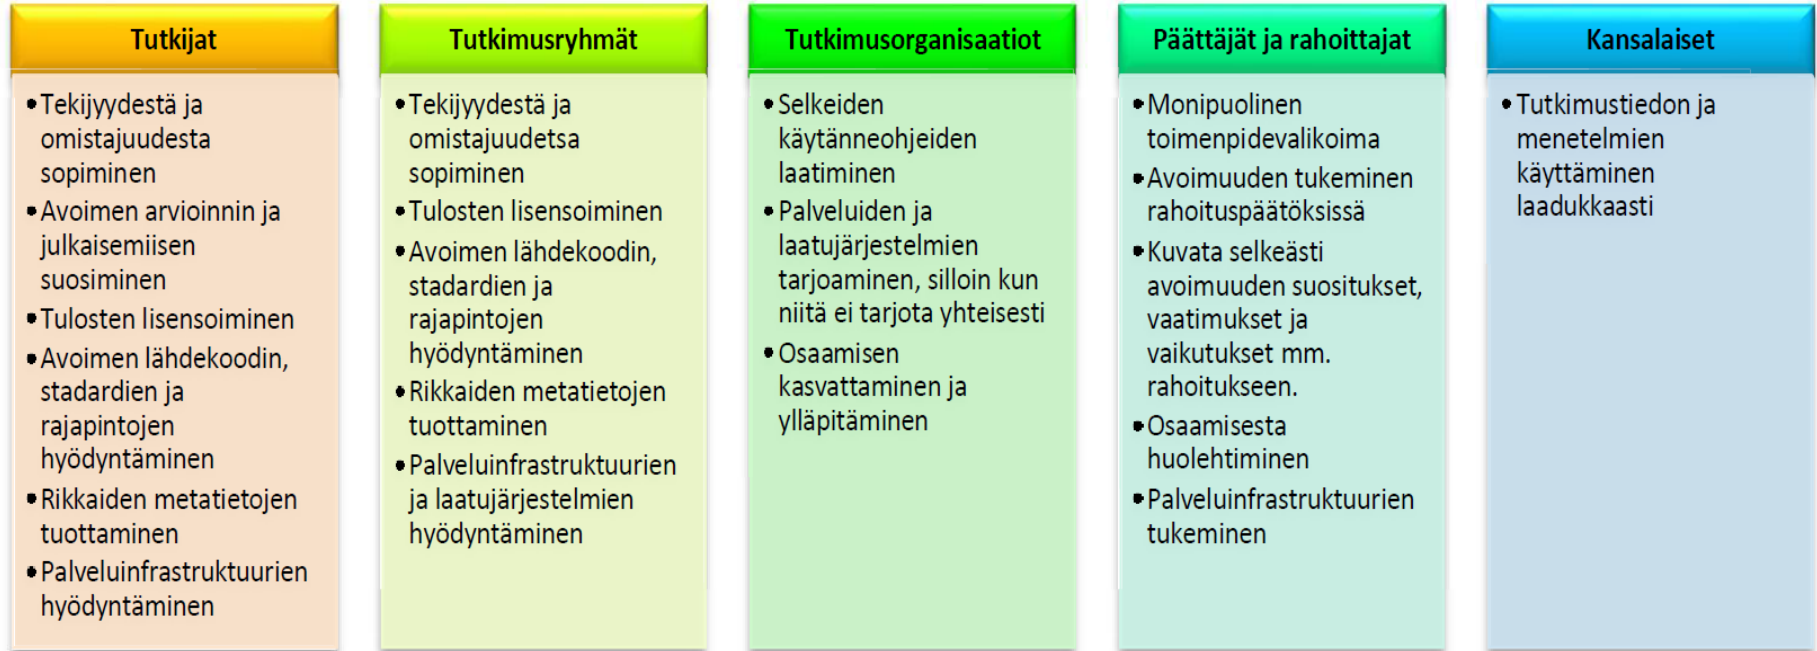 Tutkijat
• Tekijyydestä ja
omistajuudesta
sopiminen
• Avoimen arvioinnin ja
julkaisemiisen
suosiminen
• Tulosten lisensoiminen
• Avoimen lähdekoodin,
stadardien ja
rajapintojen
hyödyntäminen
• Rikkaiden metatietojen
tuottaminen
• Palveluinfrastruktuurien
hyödyntäminen
Tutkimusryhmät
• Tekijyydestä ja
omistajuudetsa
sopiminen
• Tulosten lisensoiminen
• Avoimen lähdekoodin,
stadardien ja
rajapintojen
hyödyntäminen
• Rikkaiden metatietojen
tuottaminen
• Palveluinfrastruktuurien
ja laatujärjestelmien
hyödyntäminen
Tutkimusorganisaatiot
• Selkeiden
käytänneohjeiden
laatiminen
• Palveluiden ja
laatujärjestelmien
tarjoaminen, silloin kun
niitä ei tarjota yhteisesti
• Osaamisen
kasvattaminen ja
ylläpitäminen
Päättäjät ja rahoittajat
• Monipuolinen
toimenpidevalikoima
• Avoimuuden tukeminen
rahoituspäätöksissä
• Kuvata selkeästi
avoimuuden suositukset,
vaatimukset ja
vaikutukset mm.
rahoitukseen.
• Osaamisesta
huolehtiminen
• Palveluinfrastruktuurien
tukeminen
Kansalaiset
• Tutkimustiedon ja
menetelmien
käyttäminen
laadukkaasti